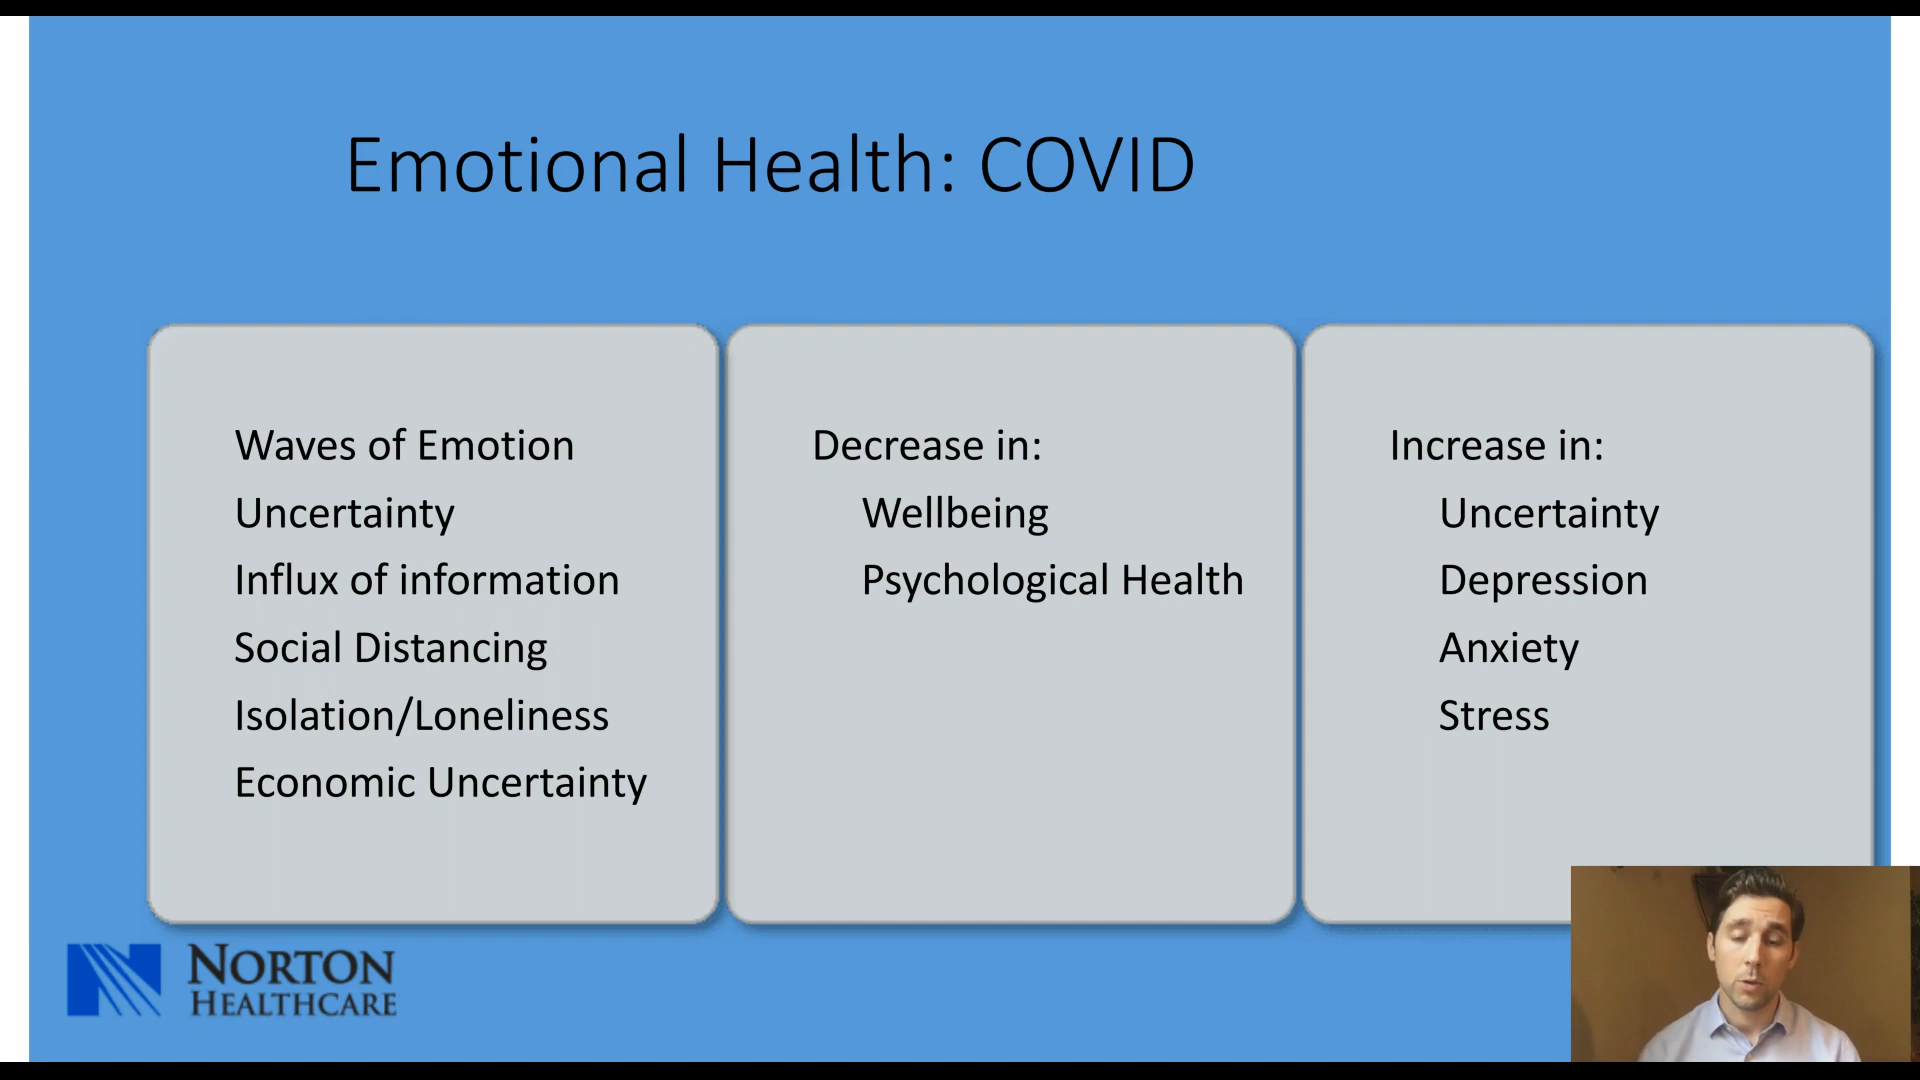 Emotional Health: COVID
Waves of Emotion
Uncertainty
Influx of information
Social Distancing
Isolation/Loneliness
Economic Uncertainty
Decrease in:
Wellbeing
Psychological Health
Increase in:
Uncertainty
Depression
Anxiety
Stress
NORTON
HEALTHCARE